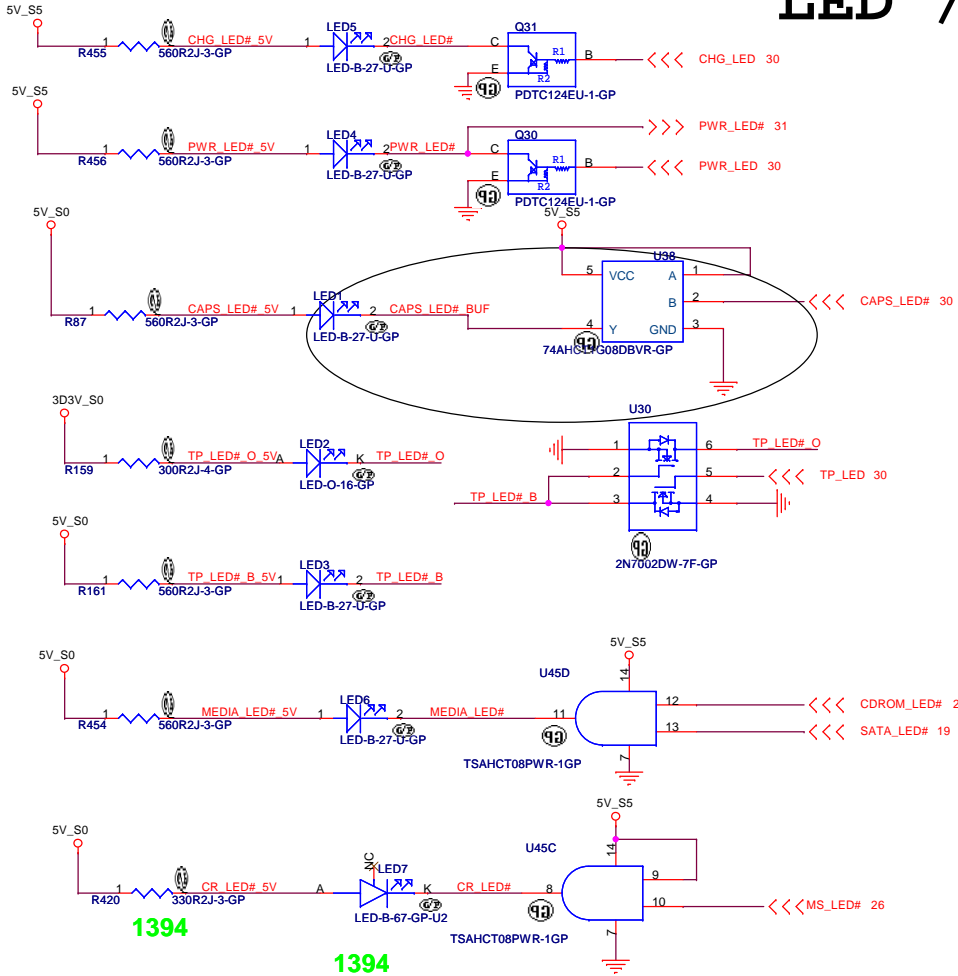 LED
5V_S5
R455
1
560R2J-3-GP
CHG_LED#_5V
1
LED5
LED-B-27-U-GP
2
CHG_LED#
Q31
C
E
R1
R2
B
PDTC124EU-1-GP
CHG_LED 30
5V_S5
R456
1
560R2J-3-GP
PWR_LED#_5V
1
LED4
LED-B-27-U-GP
2
PWR_LED#
PWR_LED# 31
Q30
C
E
R1
R2
B
PDTC124EU-1-GP
PWR_LED 30
5V_S0
R87
1
560R2J-3-GP
CAPS_LED#_5V
1
LED1
LED-B-27-U-GP
2
CAPS_LED#_BUF
5V_S5
U38
5 VCC A 1
B 2
4 Y GND 3
CAPS_LED# 30
3D3V_S0
R159
1
300R2J-4-GP
TP_LED#_O_5V
A
LED2
LED-O-16-GP
K
TP_LED#_O
U30
1 6 TP_LED#_O
2 5 TP_LED 30
TP_LED#_B 3 4
2N7002DW-7F-GP
5V_S0
R161
1
560R2J-3-GP
TP_LED#_B_5V
1
LED3
LED-B-27-U-GP
2
TP_LED#_B
5V_S0
R454
1
560R2J-3-GP
MEDIA_LED#_5V
1
LED6
LED-B-27-U-GP
2
MEDIA_LED#
5V_S5
U45D
14
11
12
13
7
CDROM_LED# 2
SATA_LED# 19
TSAHCT08PWR-1GP
5V_S0
R420
1
330R2J-3-GP
CR_LED#_5V
A
NC
LED7
LED-B-67-GP-U2
K
CR_LED#
5V_S5
U45C
14
8
9
10
7
MS_LED# 26
TSAHCT08PWR-1GP
1394
1394